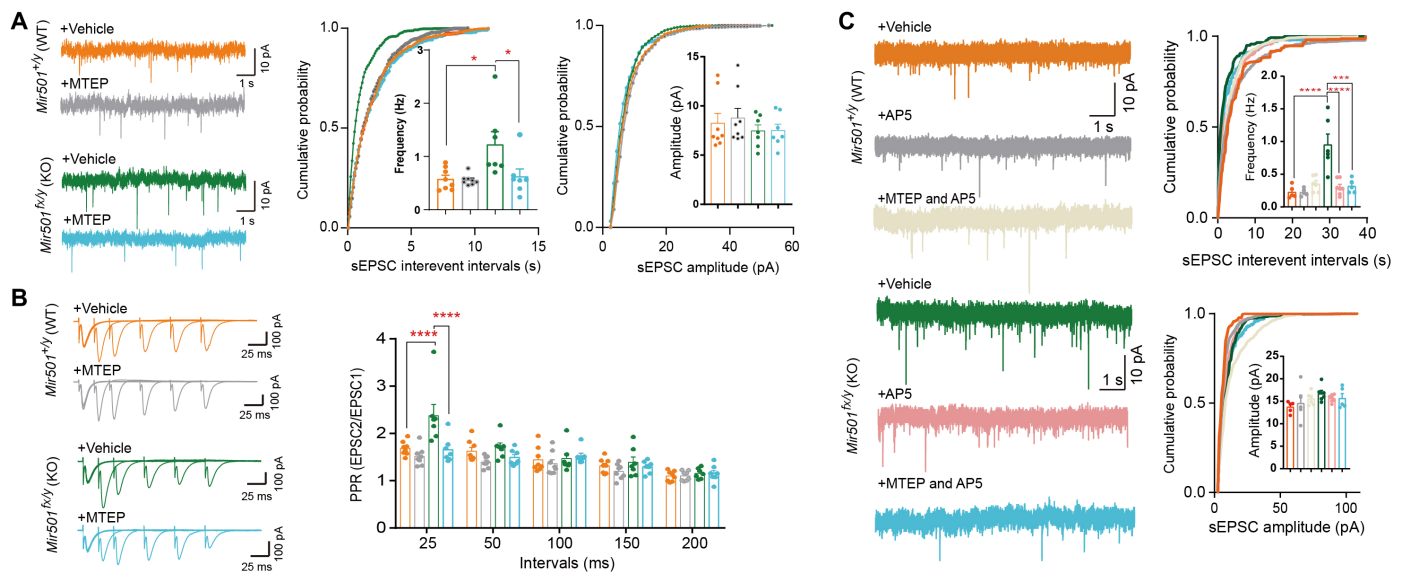 A
Mir501+/y (WT)
+Vehicle
10 pA
1 s
+MTEP
Mir501fx/y (KO)
+Vehicle
10 pA
1 s
+MTEP
Cumulative probability
1.0
0.5
0.0
0 5 10 15
sEPSC interevent intervals (s)
Frequency (Hz)
3
2
1
0
*
*
Cumulative probability
1.0
0.5
0.0
0 20 40 60
sEPSC amplitude (pA)
Amplitude (pA)
15
10
5
0
B
Mir501+/y (WT)
+Vehicle
100 pA
25 ms
+MTEP
100 pA
25 ms
Mir501fx/y (KO)
+Vehicle
100 pA
25 ms
+MTEP
100 pA
25 ms
PPR (EPSC2/EPSC1)
4
3
2
1
0
****
****
25 50 100 150 200
Intervals (ms)
C
Mir501+/y (WT)
+Vehicle
10 pA
1 s
+AP5
+MTEP and AP5
Mir501fx/y (KO)
+Vehicle
10 pA
1 s
+AP5
+MTEP and AP5
Cumulative probability
1.0
0.5
0.0
0 10 20 30 40
sEPSC interevent intervals (s)
Frequency (Hz)
2.0
1.5
1.0
0.5
0.0
***
**** ****
Cumulative probability
1.0
0.5
0.0
0 50 100
sEPSC amplitude (pA)
Amplitude (pA)
25
20
15
10
5
0